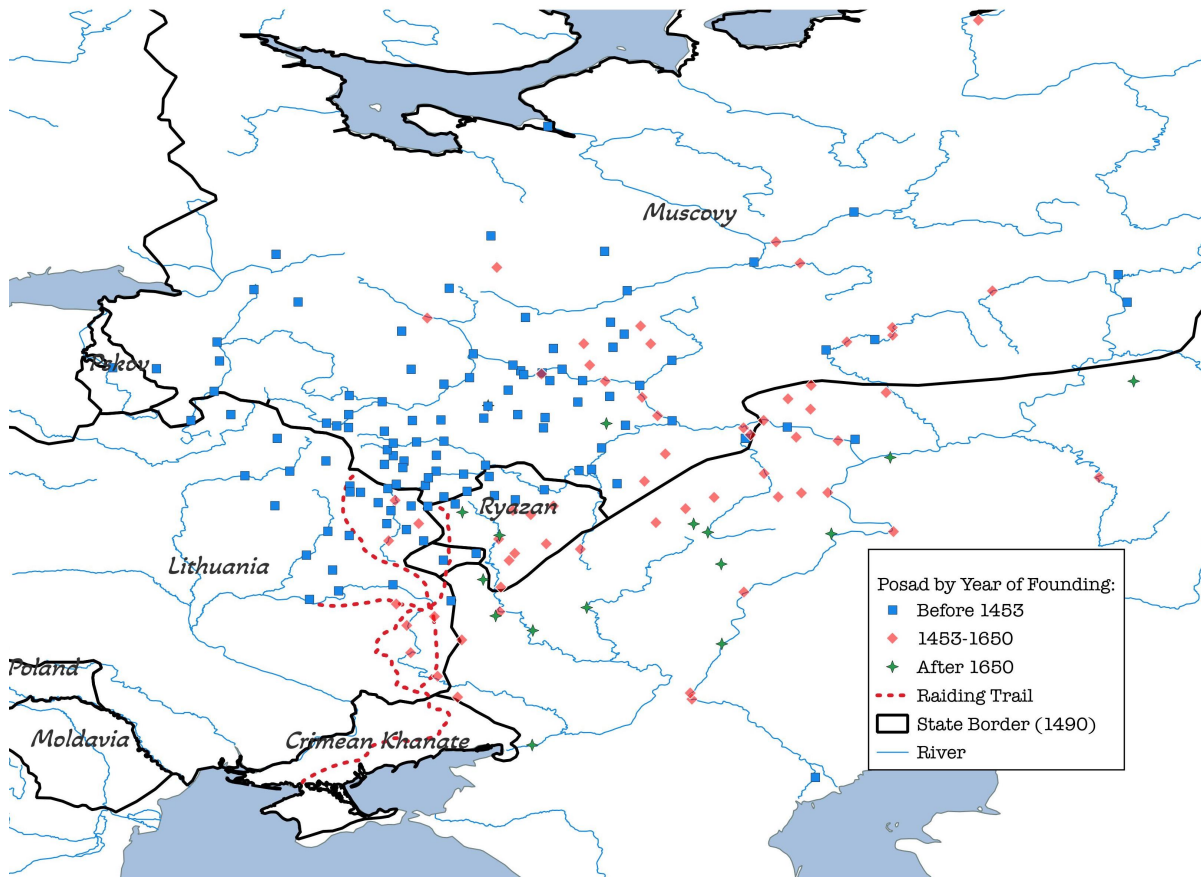 Muscovy
Pskov
Ryazan
Lithuania
Poland
Moldavia
Crimean Khanate
Posad by Year of Founding:
Before 1453
1453-1650
After 1650
Raiding Trail
State Border (1490)
River